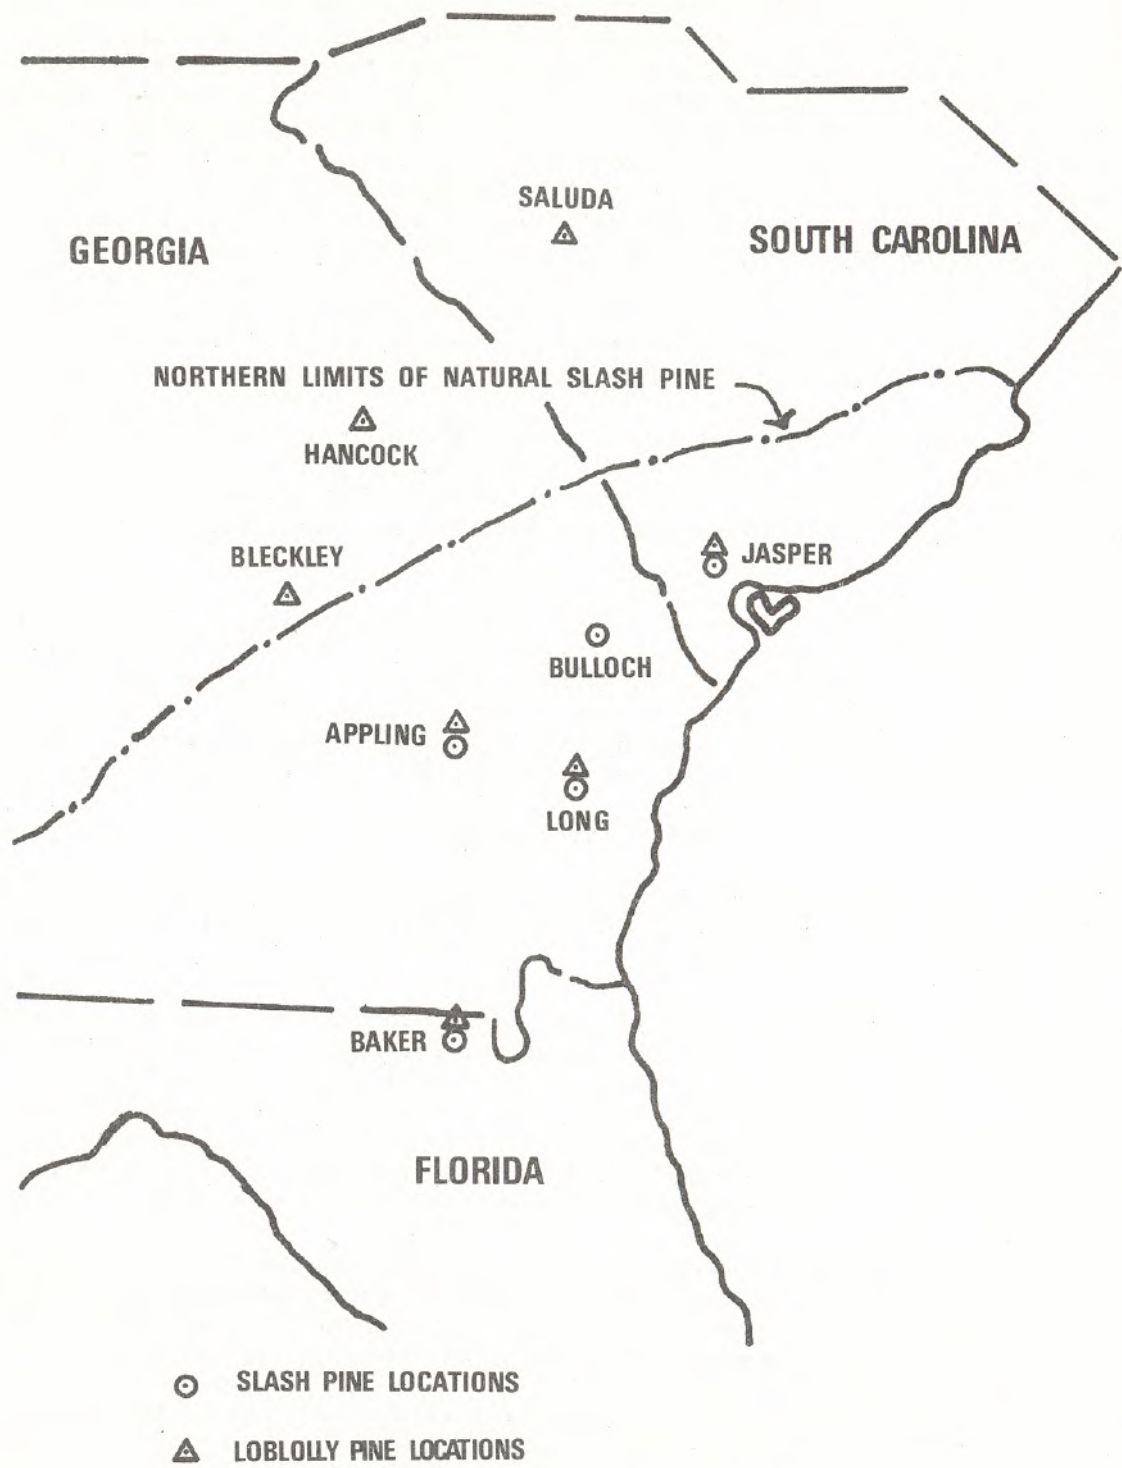 SALUDA
GEORGIA
SOUTH CAROLINA
NORTHERN LIMITS OF NATURAL SLASH PINE
HANCOCK
BLECKLEY
JASPER
BULLOCH
APPLING
LONG
BAKER
FLORIDA
SLASH PINE LOCATIONS
LOBLOLLY PINE LOCATIONS